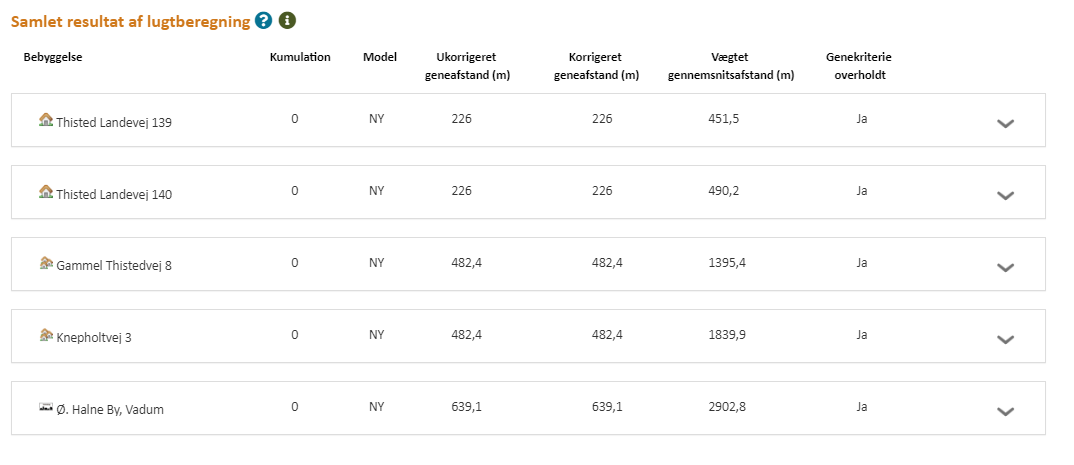 Samlet resultat af lugtberegning ? i
Bebyggelse Kumulation Model Ukorrigeret geneafstand (m) Korrigeret geneafstand (m) Vægtet gennemsnitsafstand (m) Genekriterie overholdt
Thisted Landevej 139 0 NY 226 226 451,5 Ja
Thisted Landevej 140 0 NY 226 226 490,2 Ja
Gammel Thistedvej 8 0 NY 482,4 482,4 1395,4 Ja
Knepholtvej 3 0 NY 482,4 482,4 1839,9 Ja
Ø. Halne By, Vadum 0 NY 639,1 639,1 2902,8 Ja